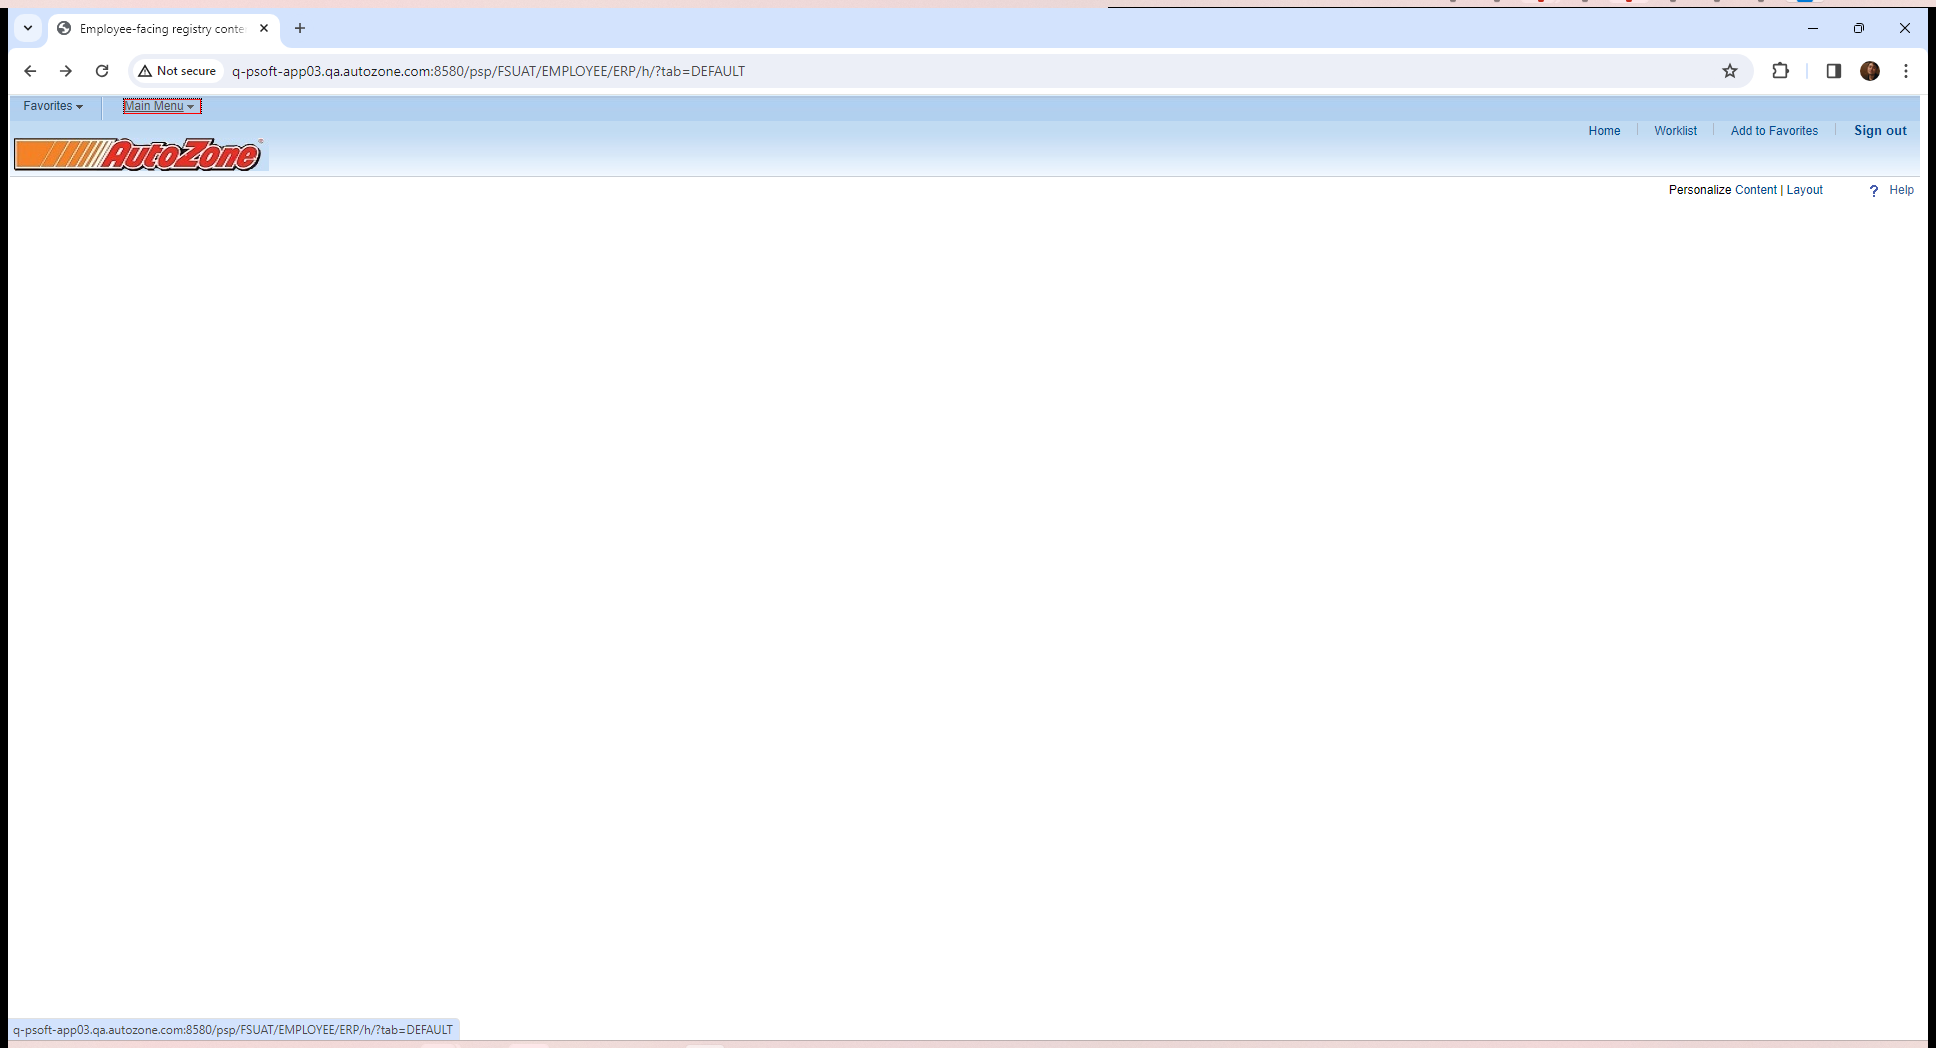 Employee-facing registry conte
Not secure
q-psoft-app03.qa.autozone.com:8580/psp/FSUAT/EMPLOYEE/ERP/h/?tab=DEFAULT
Favorites
Main Menu
Home
Worklist
Add to Favorites
Sign out
AutoZone
Personalize Content | Layout
? Help
q-psoft-app03.qa.autozone.com:8580/psp/FSUAT/EMPLOYEE/ERP/h/?tab=DEFAULT